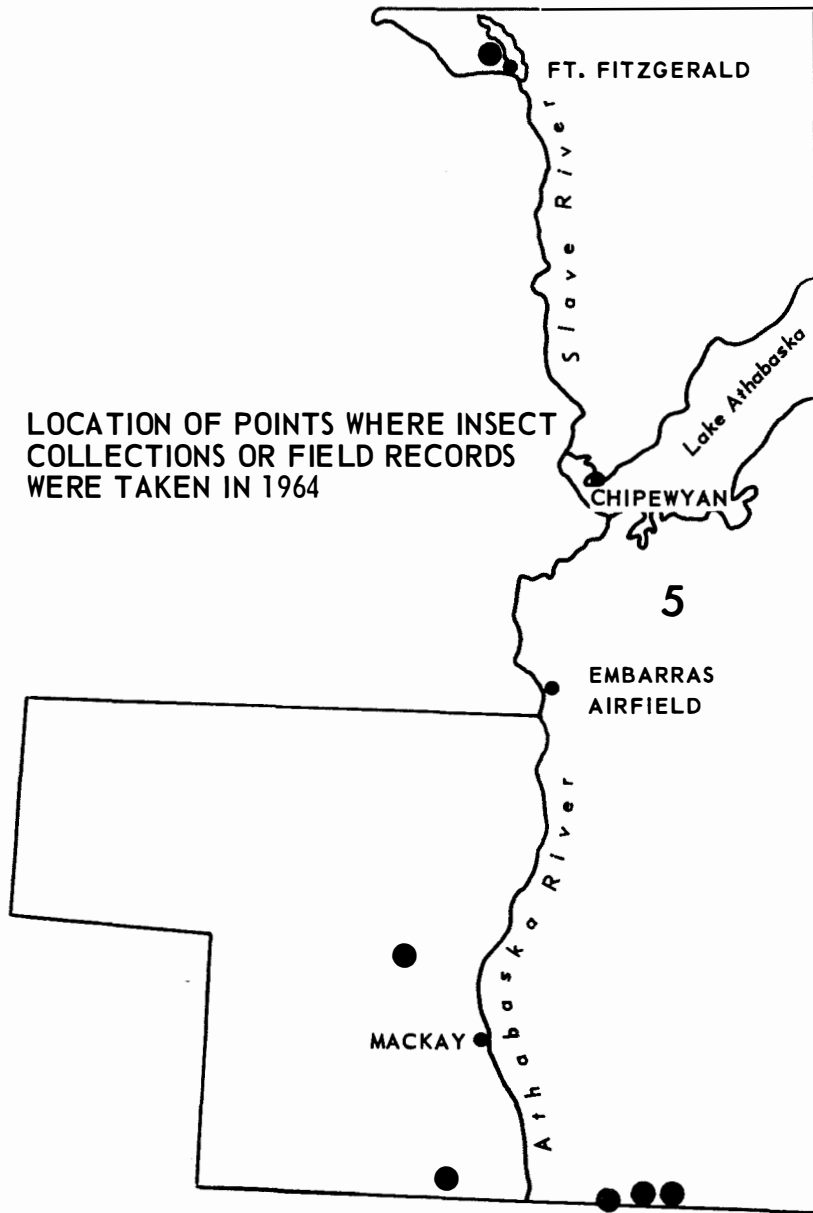 FT. FITZGERALD
Slave River
Lake Athabaska
LOCATION OF POINTS WHERE INSECT
COLLECTIONS OR FIELD RECORDS
WERE TAKEN IN 1964
CHIPEWYAN
5
EMBARRAS
AIRFIELD
Athabaska River
MACKAY